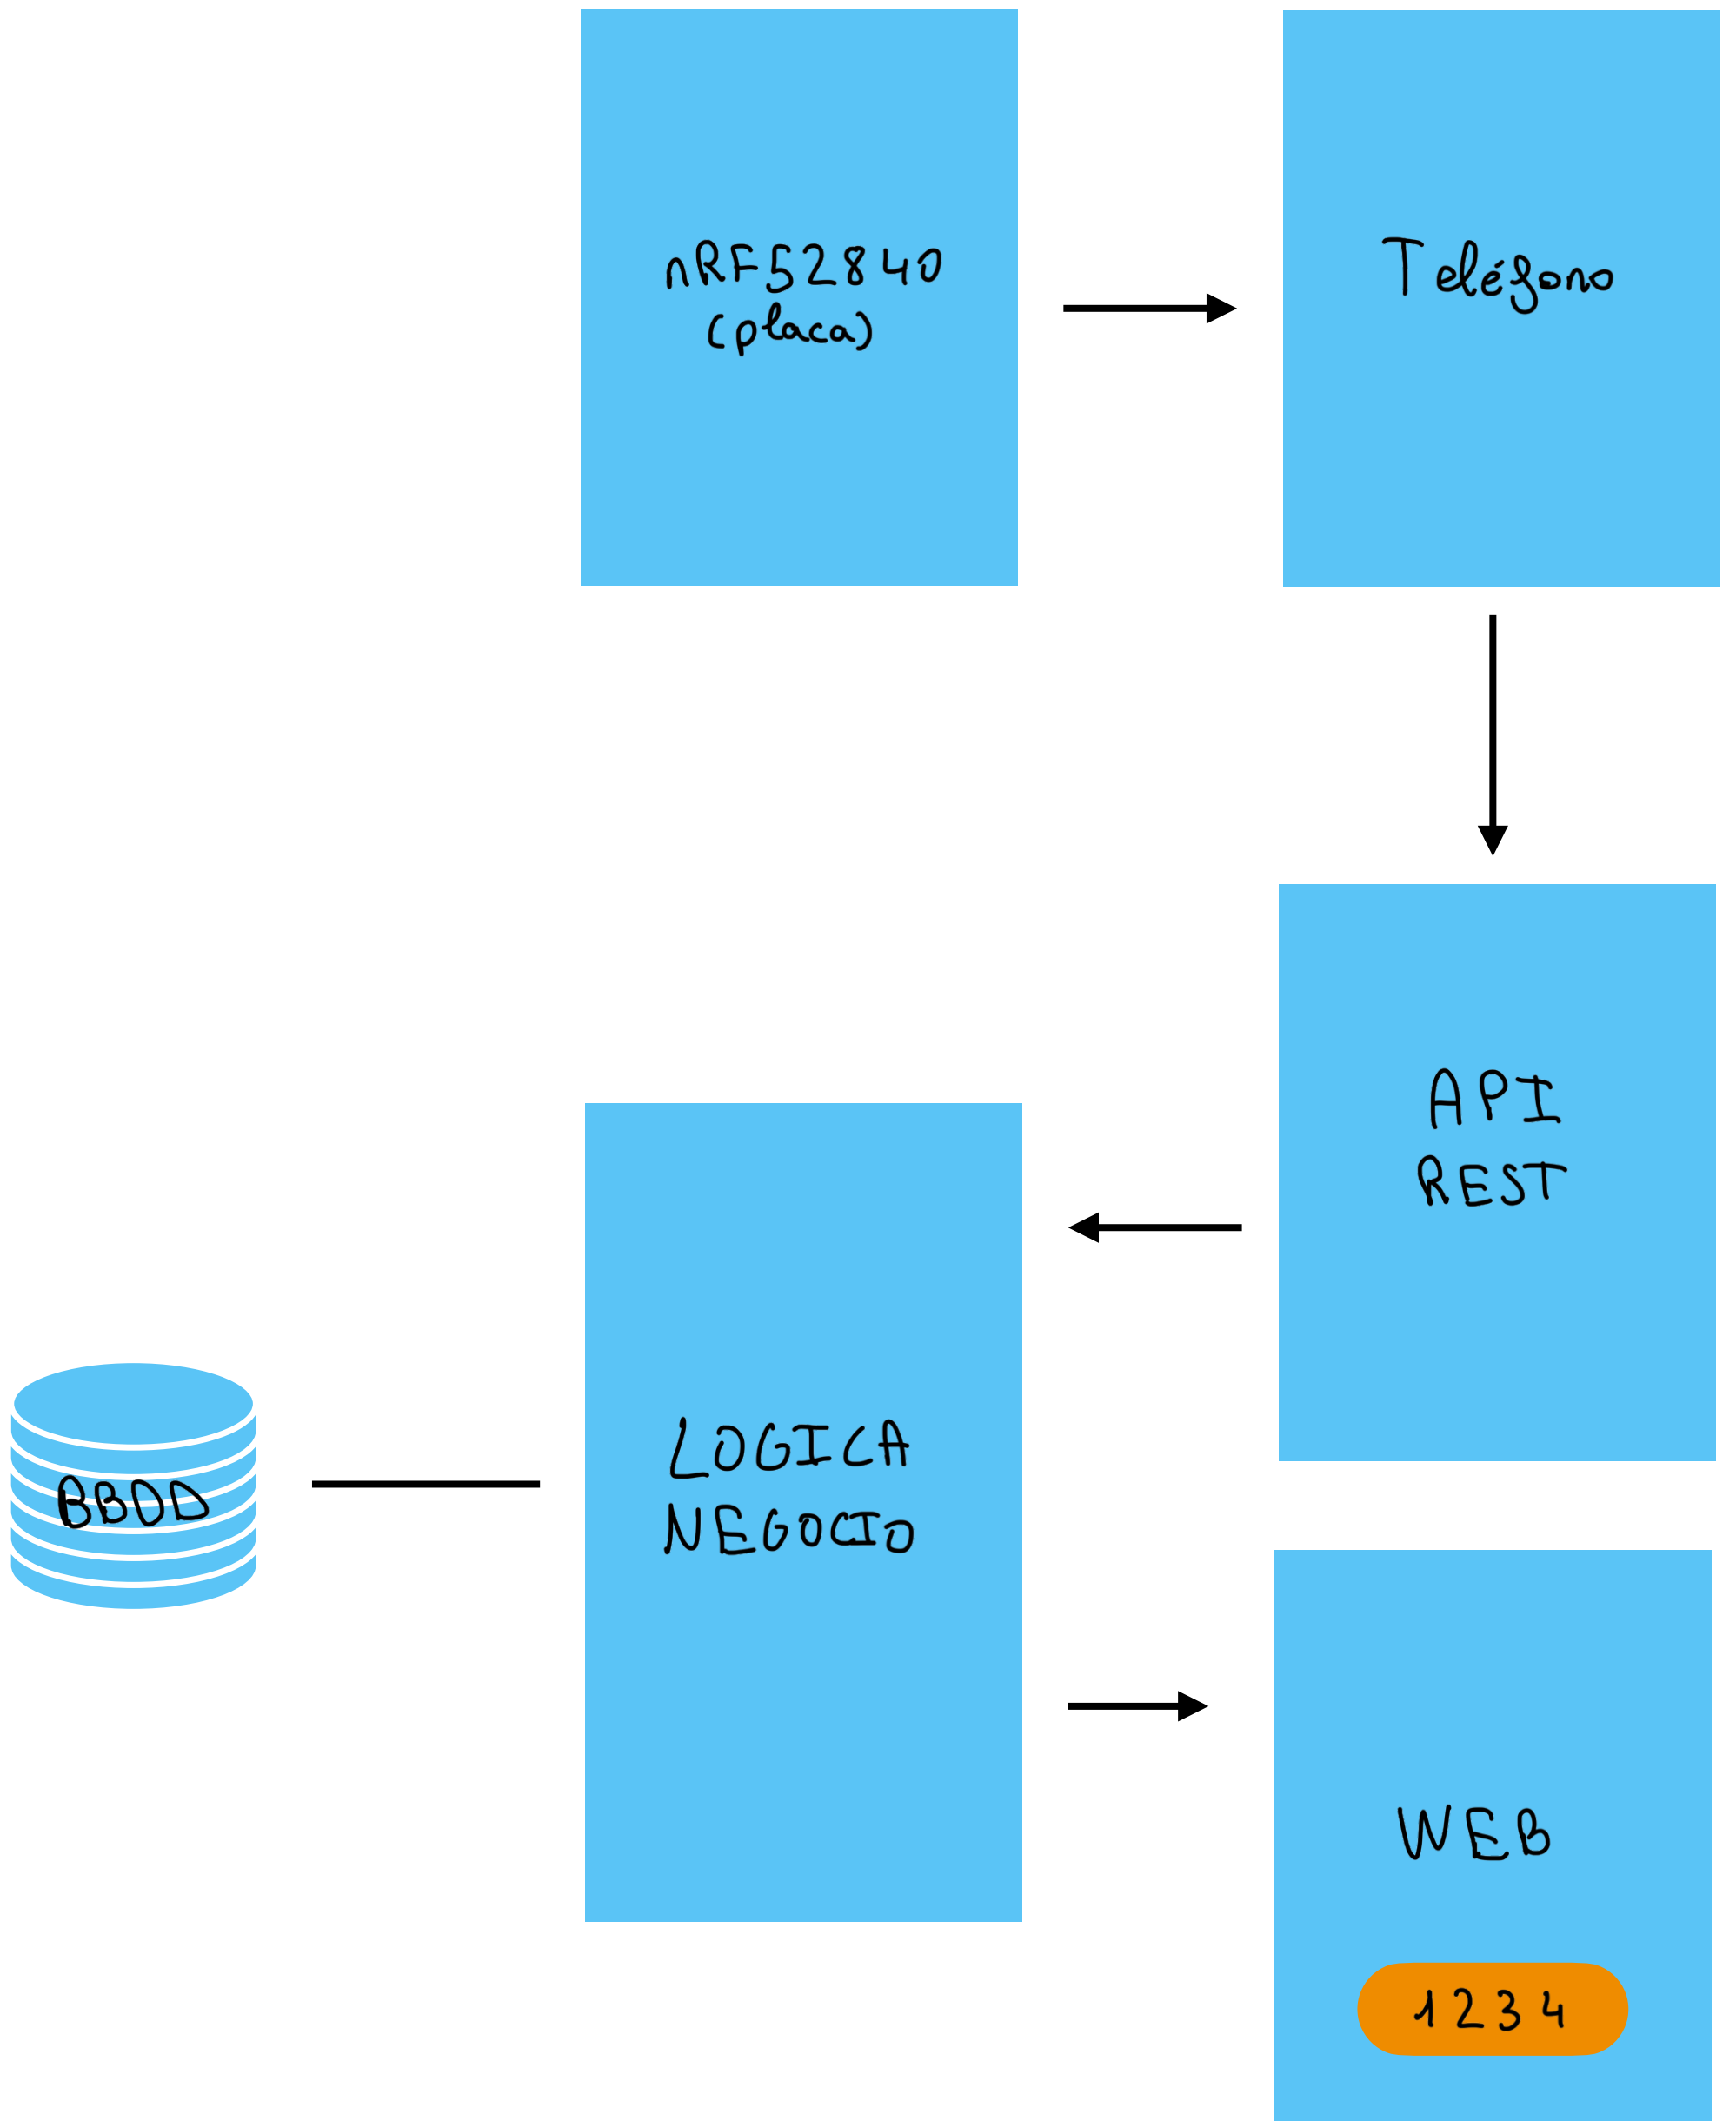 nRF52840
(placa)
Teléfono
API
REST
LOGICA
NEGOCIO
BBDD
WEB
1234